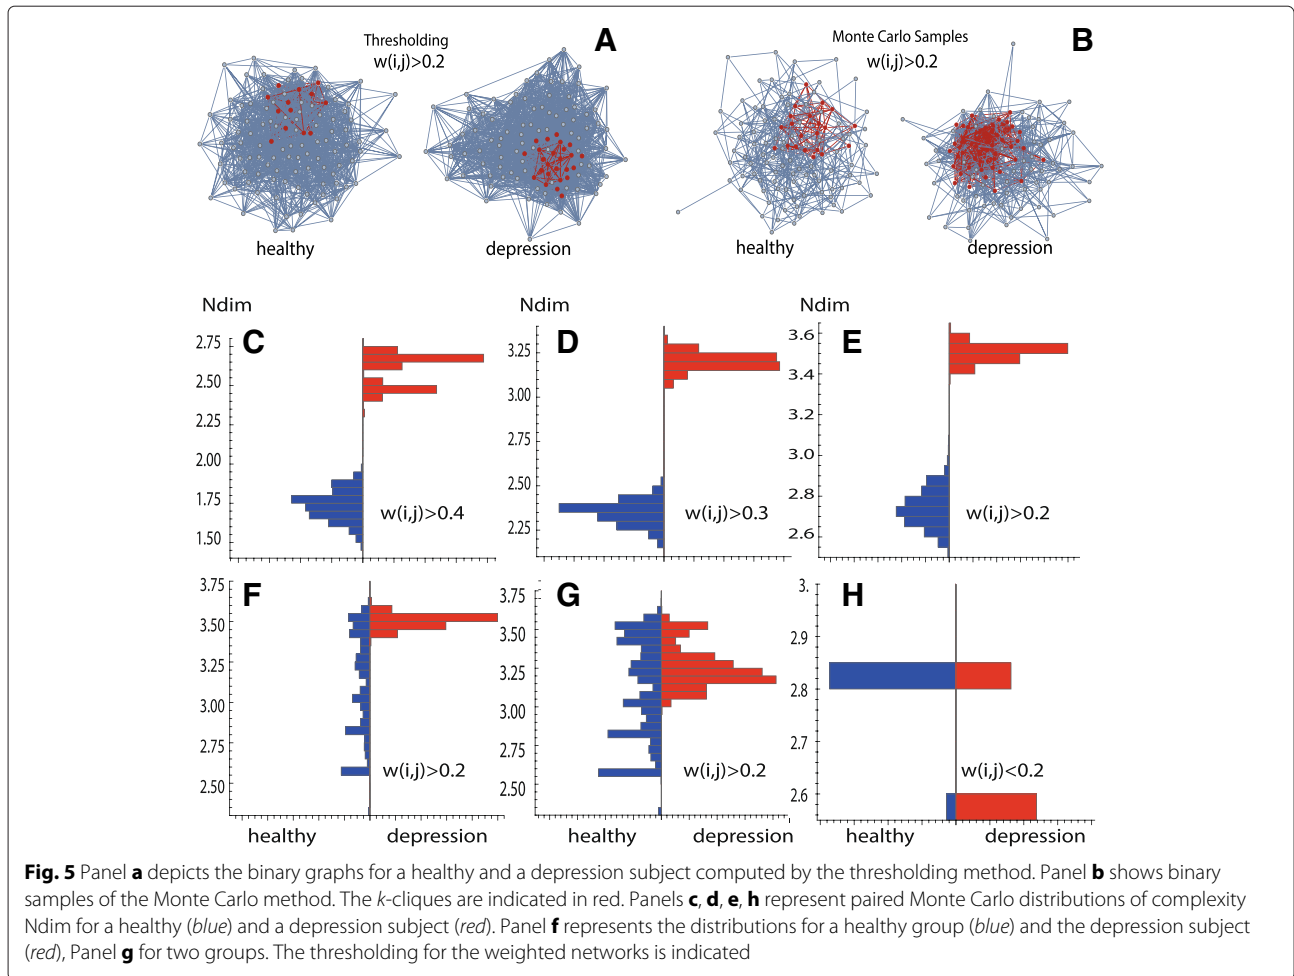 Thresholding
w(i,j)>0.2
A
Monte Carlo Samples
w(i,j)>0.2
B
healthy
depression
healthy
depression
Ndim
Ndim
Ndim
C
2.75
2.50
2.25
2.00
1.75
1.50
w(i,j)>0.4
D
3.25
3.00
2.75
2.50
2.25
w(i,j)>0.3
E
3.6
3.4
3.2
3.0
2.8
2.6
w(i,j)>0.2
F
3.75
3.50
3.25
3.00
2.75
2.50
w(i,j)>0.2
healthy
depression
G
3.75
3.50
3.25
3.00
2.75
2.50
w(i,j)>0.2
healthy
depression
H
3.
2.9
2.8
2.7
2.6
w(i,j)<0.2
healthy
depression
Fig. 5 Panel a depicts the binary graphs for a healthy and a depression subject computed by the thresholding method. Panel b shows binary
samples of the Monte Carlo method. The k-cliques are indicated in red. Panels c, d, e, h represent paired Monte Carlo distributions of complexity
Ndim for a healthy (blue) and a depression subject (red). Panel f represents the distributions for a healthy group (blue) and the depression subject
(red), Panel g for two groups. The thresholding for the weighted networks is indicated